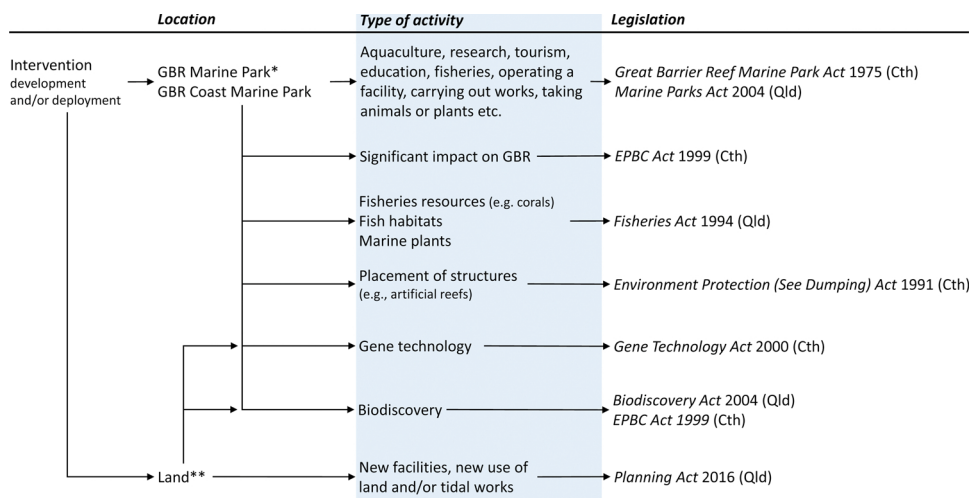 Location Type of activity Legislation
Intervention
development
and/or deployment
GBR Marine Park*
GBR Coast Marine Park
Aquaculture, research, tourism,
education, fisheries, operating a
facility, carrying out works, taking
animals or plants etc.
Great Barrier Reef Marine Park Act 1975 (Cth)
Marine Parks Act 2004 (Qld)
Significant impact on GBR
EPBC Act 1999 (Cth)
Fisheries resources (e.g. corals)
Fish habitats
Marine plants
Fisheries Act 1994 (Qld)
Placement of structures
(e.g., artificial reefs)
Environment Protection (See Dumping) Act 1991 (Cth)
Gene technology
Gene Technology Act 2000 (Cth)
Biodiscovery
Biodiscovery Act 2004 (Qld)
EPBC Act 1999 (Cth)
Land**
New facilities, new use of
land and/or tidal works
Planning Act 2016 (Qld)